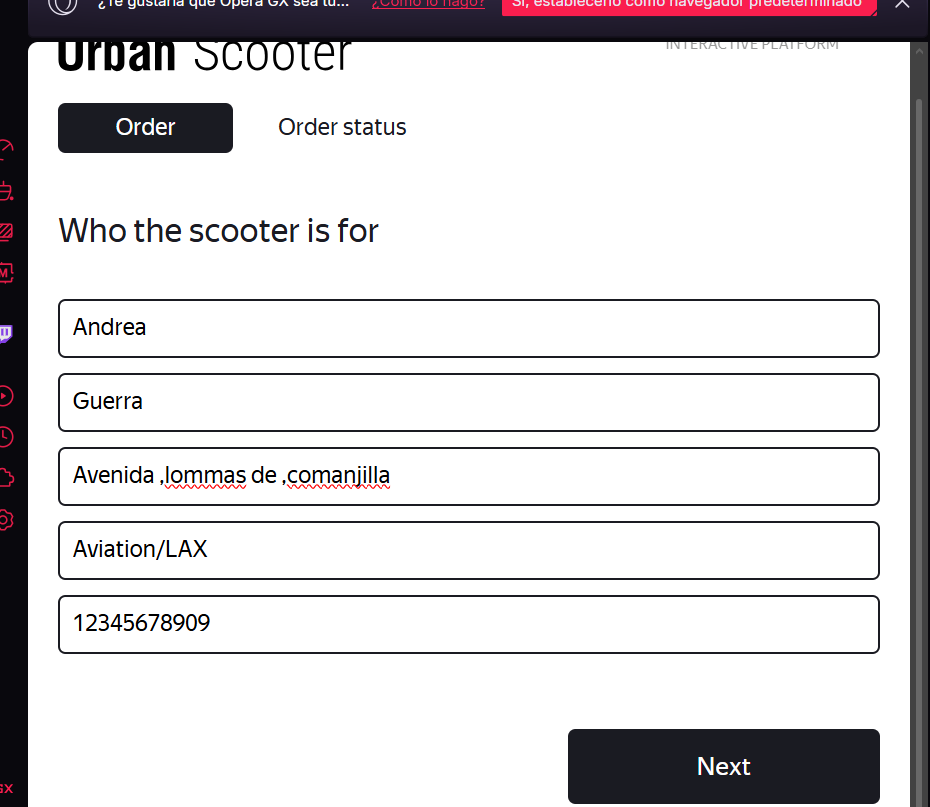 ¿Te gustaría que Opera GX sea tu... ¿Cómo lo hago? Sí, establecerlo como navegador predeterminado
Urban Scooter
INTERACTIVE PLATFORM
Order Order status
Who the scooter is for
Andrea
Guerra
Avenida ,lommas de ,comanjilla
Aviation/LAX
12345678909
Next
GX